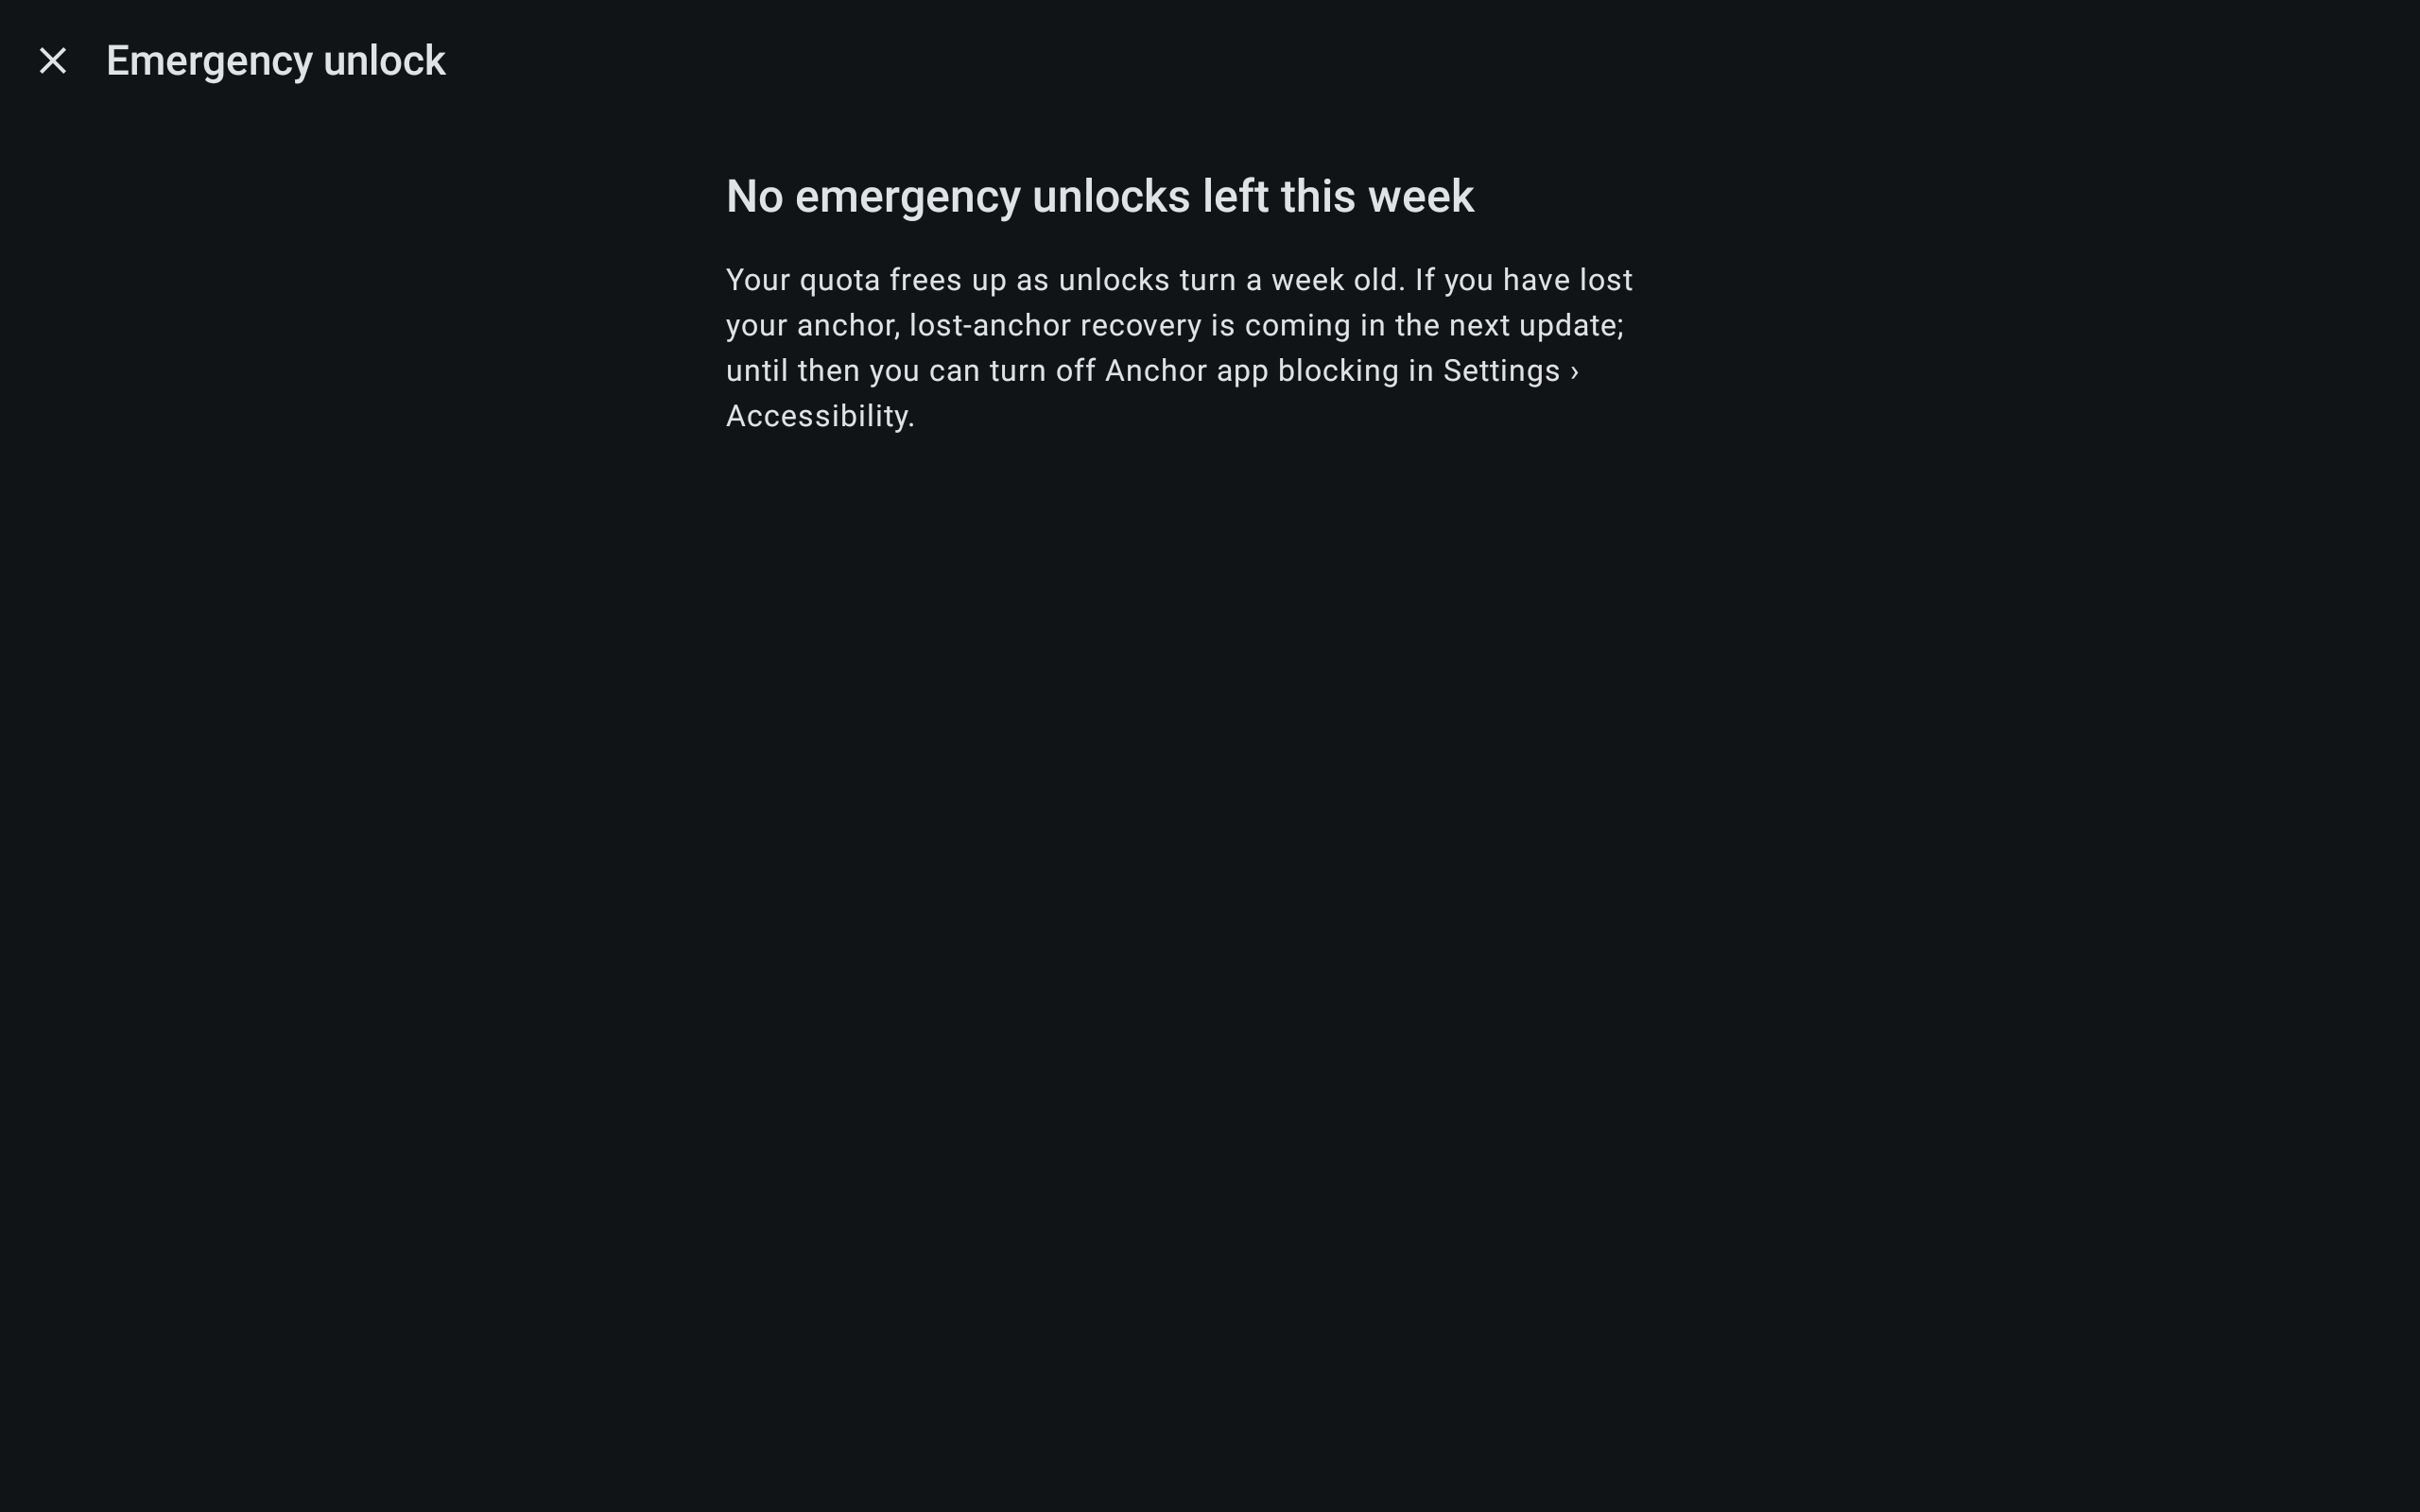 Emergency unlock
No emergency unlocks left this week
Your quota frees up as unlocks turn a week old. If you have lost
your anchor, lost-anchor recovery is coming in the next update;
until then you can turn off Anchor app blocking in Settings ›
Accessibility.